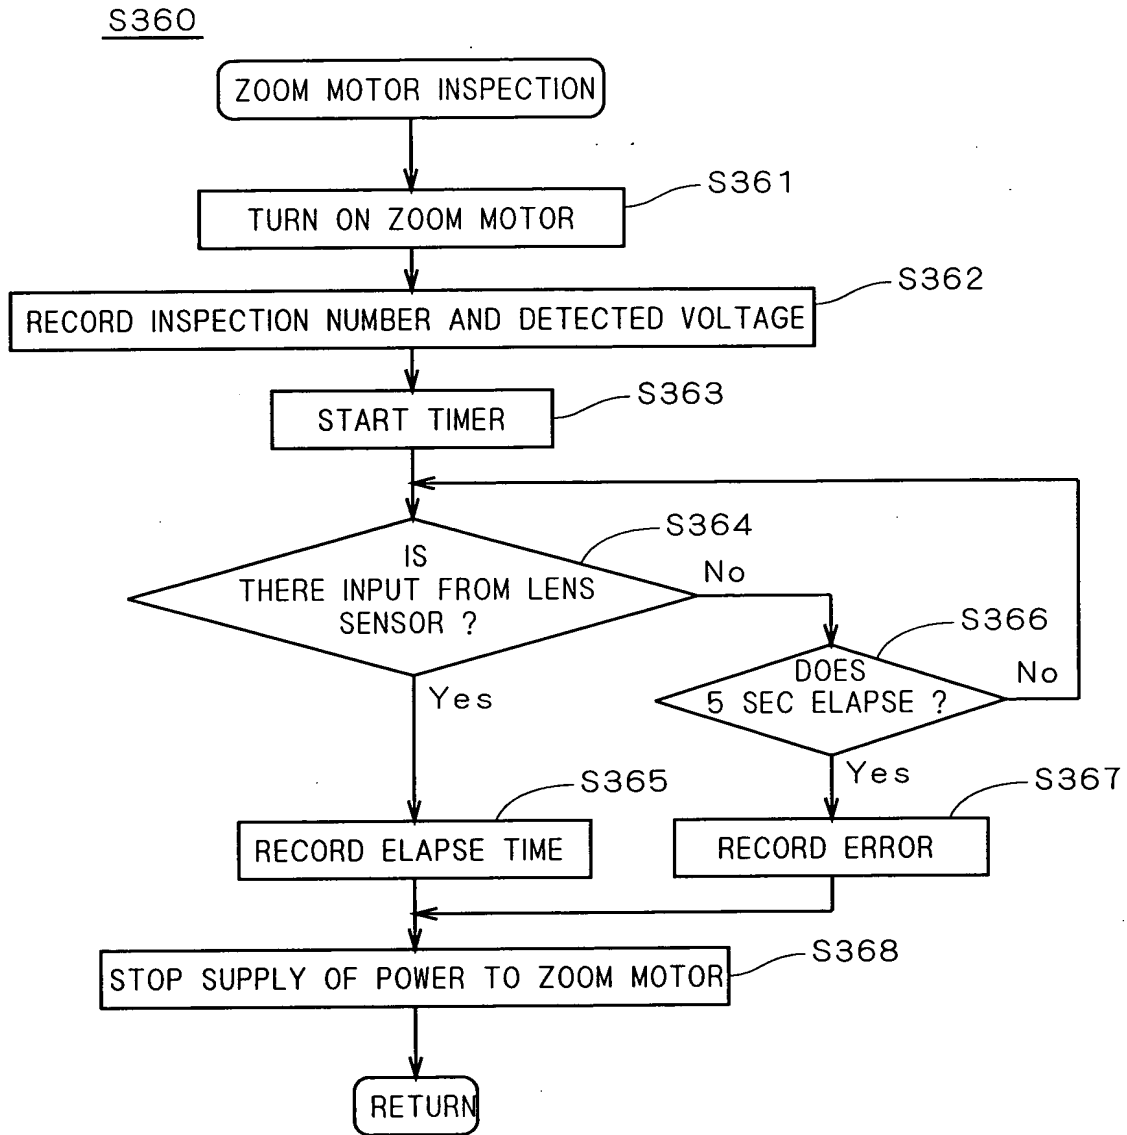 S360
ZOOM MOTOR INSPECTION
S361
TURN ON ZOOM MOTOR
S362
RECORD INSPECTION NUMBER AND DETECTED VOLTAGE
S363
START TIMER
S364
IS
THERE INPUT FROM LENS
SENSOR ?
No
S366
DOES
5 SEC ELAPSE ?
No
Yes
Yes
S365
S367
RECORD ELAPSE TIME
RECORD ERROR
S368
STOP SUPPLY OF POWER TO ZOOM MOTOR
RETURN